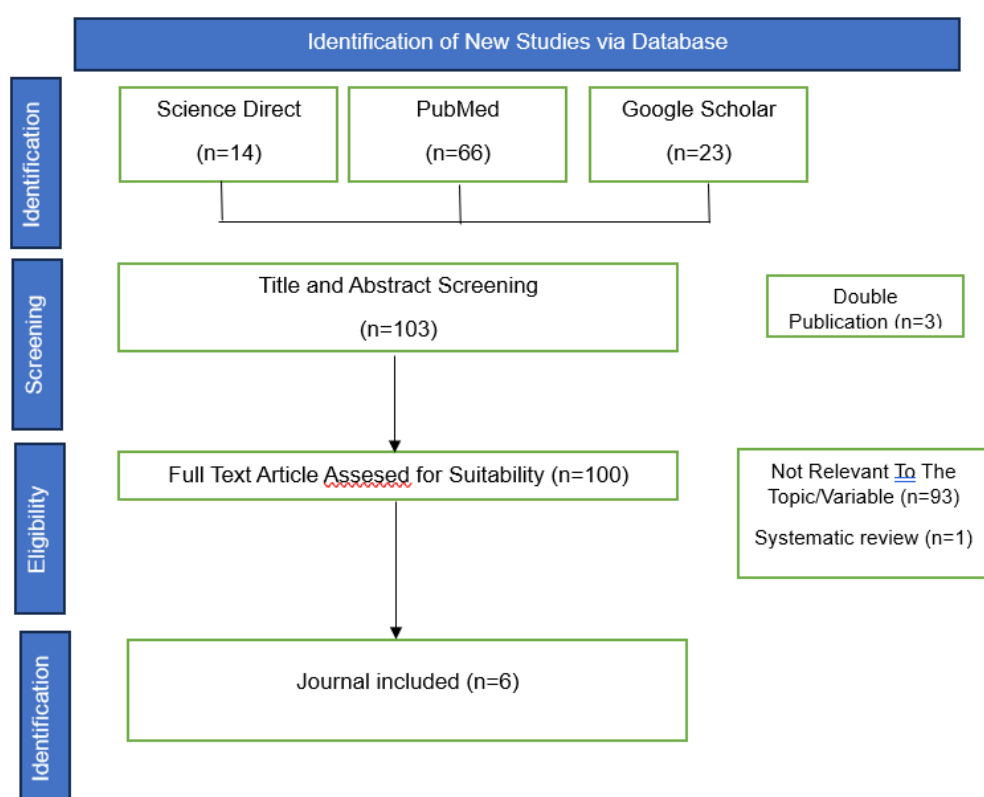 Identification of New Studies via Database
Identification
Science Direct
(n=14)
PubMed
(n=66)
Google Scholar
(n=23)
Screening
Title and Abstract Screening
(n=103)
Double
Publication (n=3)
Eligibility
Full Text Article Assesed for Suitability (n=100)
Not Relevant To The
Topic/Variable (n=93)
Systematic review (n=1)
Identification
Journal included (n=6)